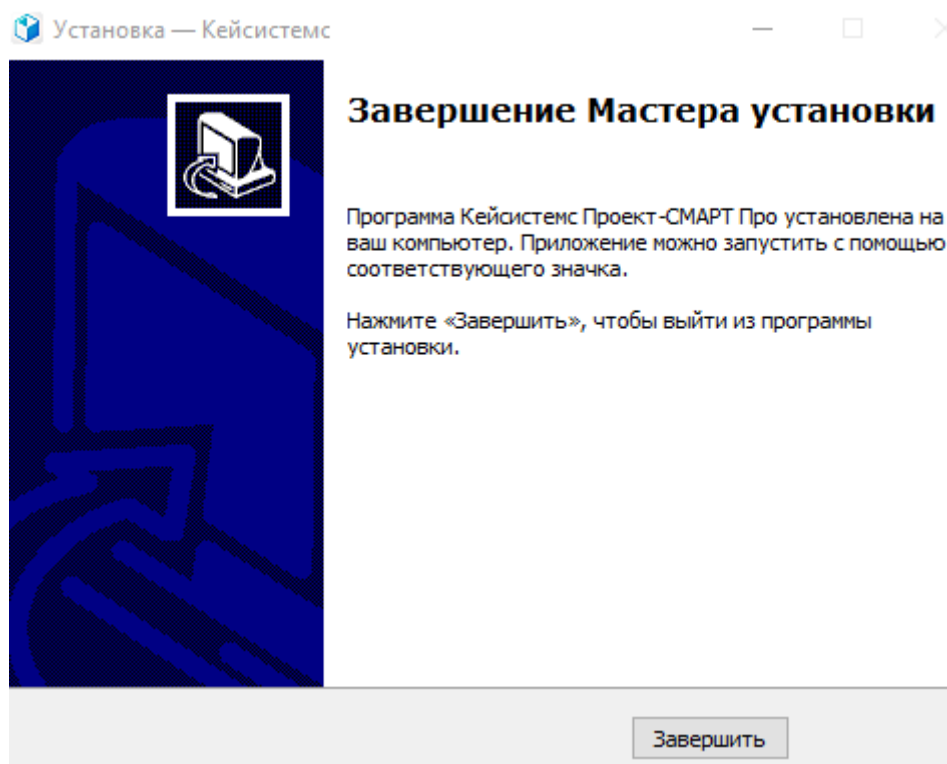 Установка — Кейсистемс
Завершение Мастера установки
Программа Кейсистемс Проект-СМАРТ Про установлена на
ваш компьютер. Приложение можно запустить с помощью
соответствующего значка.
Нажмите «Завершить», чтобы выйти из программы
установки.
Завершить